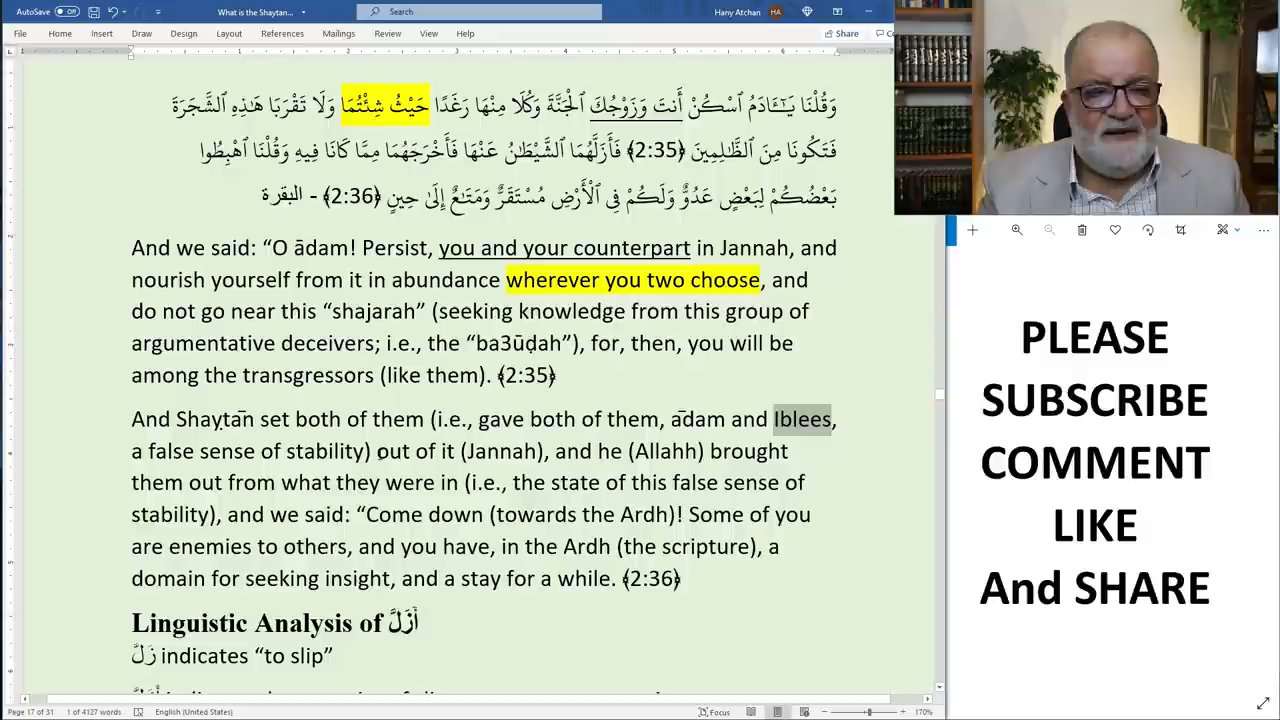 AutoSave Off What is the Shaytan... Search Hany Atchan HA
File Home Insert Draw Design Layout References Mailings Review View Help Share Co
وَقُلْنَا يَـٰٓـَٔادَمُ ٱسْكُنْ أَنتَ وَزَوْجُكَ ٱلْجَنَّةَ وَكُلَا مِنْهَا رَغَدًا حَيْثُ شِئْتُمَا وَلَا تَقْرَبَا هَـٰذِهِ ٱلشَّجَرَةَ
فَتَكُونَا مِنَ ٱلظَّـٰلِمِينَ ﴿2:35﴾ فَأَزَلَّهُمَا ٱلشَّيْطَـٰنُ عَنْهَا فَأَخْرَجَهُمَا مِمَّا كَانَا فِيهِ وَقُلْنَا ٱهْبِطُوا
بَعْضُكُمْ لِبَعْضٍ عَدُوٌّ وَلَكُمْ فِى ٱلْأَرْضِ مُسْتَقَرٌّ وَمَتَـٰعٌ إِلَىٰ حِينٍ ﴿2:36﴾ - البقرة
And we said: “O ādam! Persist, you and your counterpart in Jannah, and
nourish yourself from it in abundance wherever you two choose, and
do not go near this “shajarah” (seeking knowledge from this group of
argumentative deceivers; i.e., the “ba3ūḍah”), for, then, you will be
among the transgressors (like them). ﴾2:35﴿
And Shayṭān set both of them (i.e., gave both of them, ādam and Iblees,
a false sense of stability) out of it (Jannah), and he (Allahh) brought
them out from what they were in (i.e., the state of this false sense of
stability), and we said: “Come down (towards the Ardh)! Some of you
are enemies to others, and you have, in the Ardh (the scripture), a
domain for seeking insight, and a stay for a while. ﴾2:36﴿
Linguistic Analysis of أَزَلَّ
زَلَّ indicates “to slip”
Page 17 of 31 1 of 4127 words English (United States) Focus 170%
PLEASE
SUBSCRIBE
COMMENT
LIKE
And SHARE